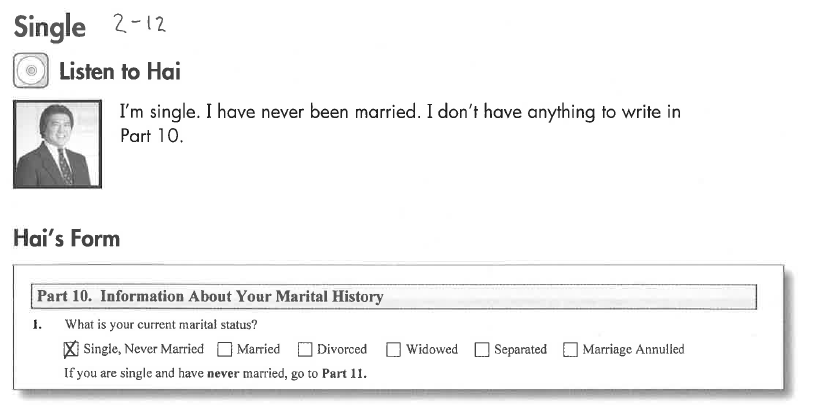 Single 2-12
Listen to Hai
I'm single. I have never been married. I don't have anything to write in
Part 10.
Hai's Form
Part 10. Information About Your Marital History
1. What is your current marital status?
X Single, Never Married Married Divorced Widowed Separated Marriage Annulled
If you are single and have never married, go to Part 11.